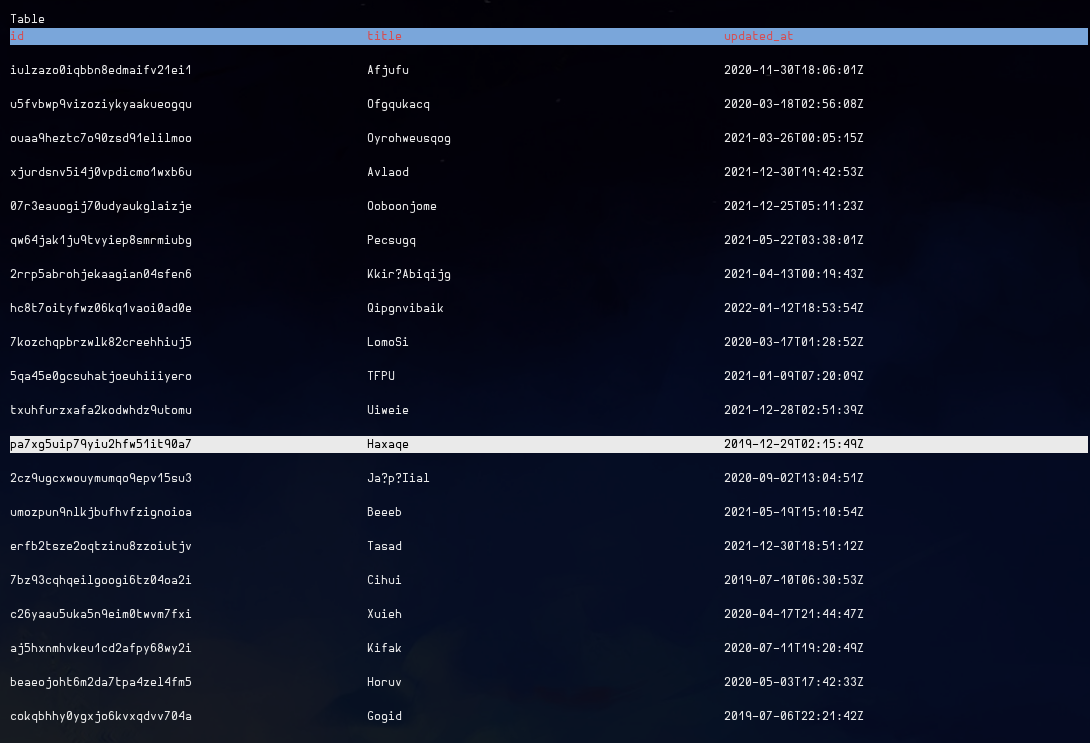 Table
id title updated_at
iulzazo0iqbbn8edmaifv21ei1 Afjufu 2020-11-30T18:06:01Z
u5fvbwp9vizoziykyaakueogqu Ofgqukacq 2020-03-18T02:56:08Z
ouaa9heztc7o90zsd91elilmoo Oyrohweusqog 2021-03-26T00:05:15Z
xjurdsnv5i4j0vpdicmo1wxb6u Avlaod 2021-12-30T19:42:53Z
07r3eauogij70udyaukglaizje Ooboonjome 2021-12-25T05:11:23Z
qw64jak1ju9tvyiep8smrmiubg Pecsugq 2021-05-22T03:38:01Z
2rrp5abrohjekaagian04sfen6 Kkir?Abiqijg 2021-04-13T00:19:43Z
hc8t7oityfwz06kq1vaoi0ad0e Qipgnvibaik 2022-01-12T18:53:54Z
7kozchqpbrzwlk82creehhiuj5 LomoSi 2020-03-17T01:28:52Z
5qa45e0gcsuhatjoeuhiiiyero TFPU 2021-01-09T07:20:09Z
txuhfurzxafa2kodwhdz9utomu Uiweie 2021-12-28T02:51:39Z
pa7xg5uip79yiu2hfw51it90a7 Haxaqe 2019-12-29T02:15:49Z
2cz9ugcxwouymumqo9epv15su3 Ja?p?Iial 2020-09-02T13:04:51Z
umozpun9nlkjbufhvfzignoioa Beeeb 2021-05-19T15:10:54Z
erfb2tsze2oqtzinu8zzoiutjv Tasad 2021-12-30T18:51:12Z
7bz93cqhqeilgoogi6tz04oa2i Cihui 2019-07-10T06:30:53Z
c26yaau5uka5n9eim0twvm7fxi Xuieh 2020-04-17T21:44:47Z
aj5hxnmhvkeu1cd2afpy68wy2i Kifak 2020-07-11T19:20:49Z
beaeojoht6m2da7tpa4zel4fm5 Horuv 2020-05-03T17:42:33Z
cokqbhhy0ygxjo6kvxqdvv704a Gogid 2019-07-06T22:21:42Z